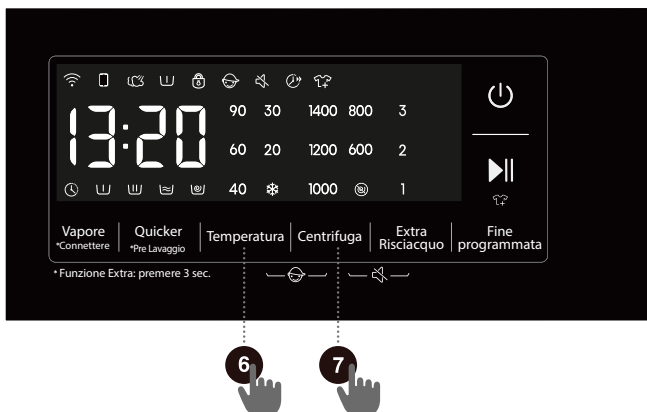 90 30 1400 800 3
13:20
60 20 1200 600 2
40 1000 1
Vapore Quicker Temperatura Centrifuga Extra Risciacquo Fine programmata
*Connettere *Pre Lavaggio
* Funzione Extra: premere 3 sec.
6 7